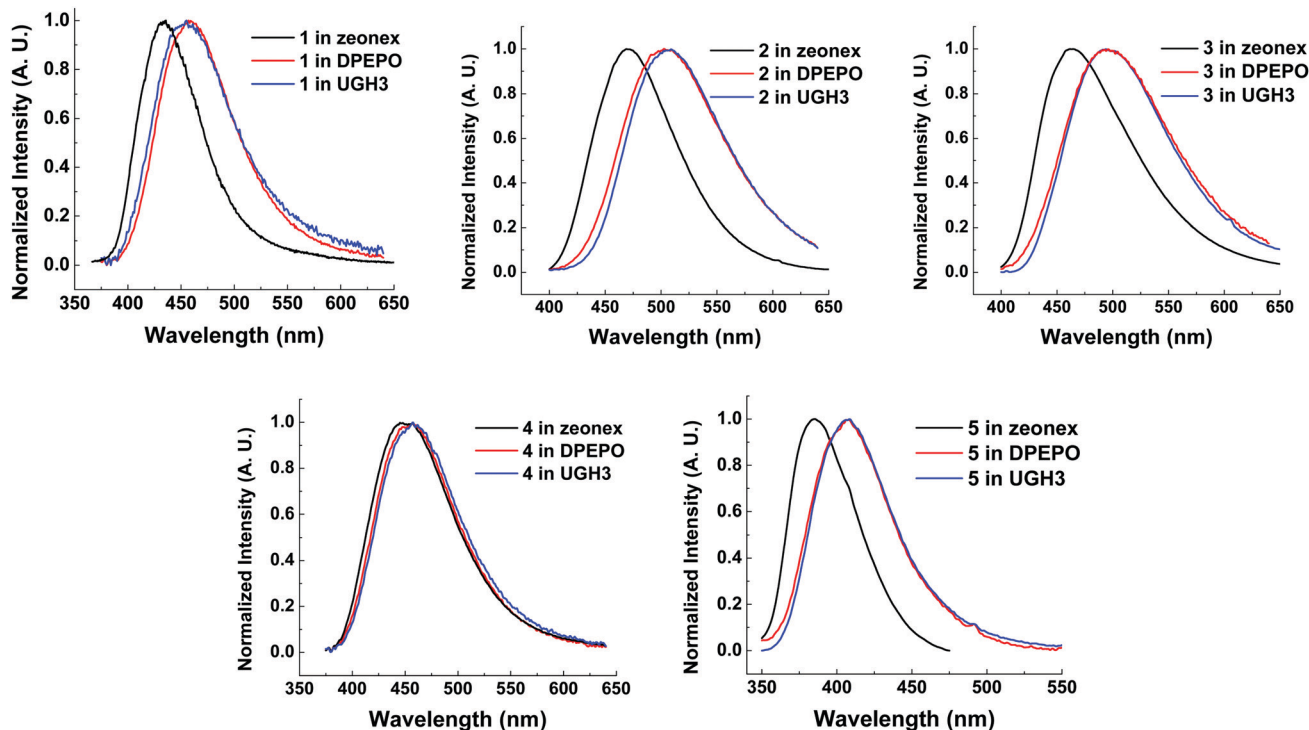 Normalized Intensity (A. U.)
1.0
0.8
0.6
0.4
0.2
0.0
1 in zeonex
1 in DPEPO
1 in UGH3
350 400 450 500 550 600 650
Wavelength (nm)
Normalized Intensity (A. U.)
1.0
0.8
0.6
0.4
0.2
0.0
2 in zeonex
2 in DPEPO
2 in UGH3
400 450 500 550 600 650
Wavelength (nm)
Normalized Intensity (A. U.)
1.0
0.8
0.6
0.4
0.2
0.0
3 in zeonex
3 in DPEPO
3 in UGH3
400 450 500 550 600 650
Wavelength (nm)
Normalized Intensity (A. U.)
1.0
0.8
0.6
0.4
0.2
0.0
4 in zeonex
4 in DPEPO
4 in UGH3
350 400 450 500 550 600 650
Wavelength (nm)
Normalized Intensity (A. U.)
1.0
0.8
0.6
0.4
0.2
0.0
5 in zeonex
5 in DPEPO
5 in UGH3
350 400 450 500 550
Wavelength (nm)